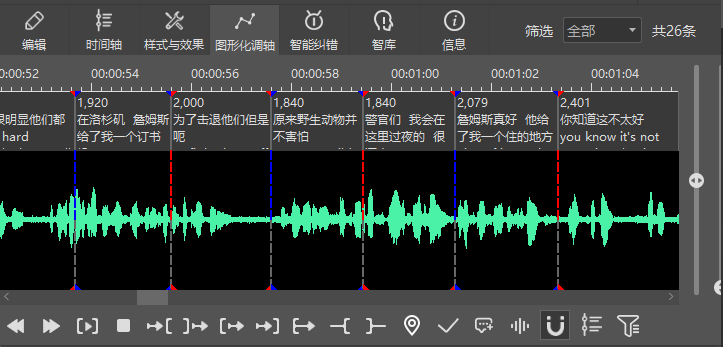 编辑 时间轴 样式与效果 图形化调轴 智能纠错 智库 信息 筛选 全部 共26条
00:00:52 00:00:54 00:00:56 00:00:58 00:01:00 00:01:02 00:01:04
1,920 2,000 1,840 1,840 2,079 2,401
明显他们都 在洛杉矶 詹姆斯 为了击退他们但是 原来野生动物并 警官们 我会在 詹姆斯真好 他给 你知道这不太好
hard 给了我一个订书 呃 不害怕 这里过夜的 很 了我一个住的地方 you know it's not